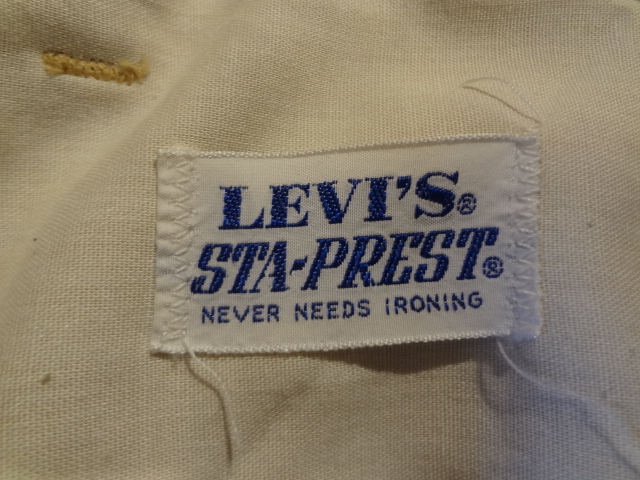 LEVI'S®
STA-PREST®
NEVER NEEDS IRONING